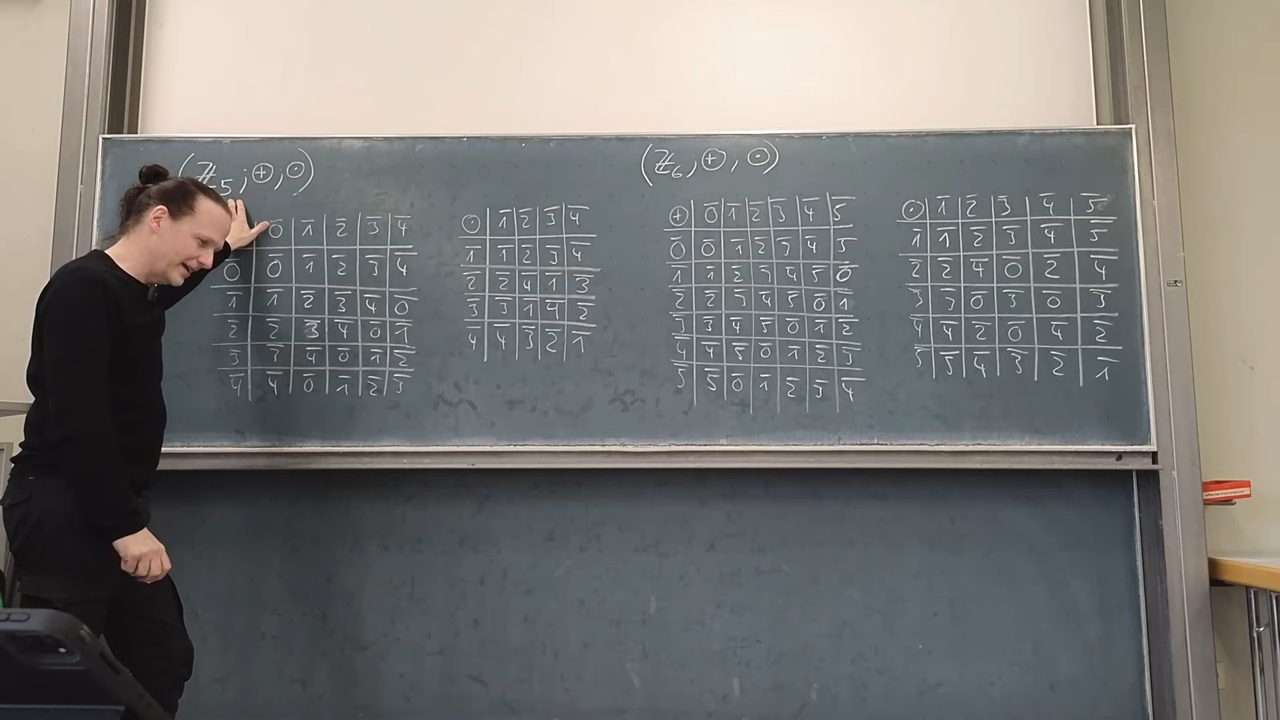 (ℤ₅, ⊕, ⊙)
0̄ 1̄ 2̄ 3̄ 4̄
0̄ 0̄ 1̄ 2̄ 3̄ 4̄
1̄ 1̄ 2̄ 3̄ 4̄ 0̄
2̄ 2̄ 3̄ 4̄ 0̄ 1̄
3̄ 3̄ 4̄ 0̄ 1̄ 2̄
4̄ 4̄ 0̄ 1̄ 2̄ 3̄
⊙ 1̄ 2̄ 3̄ 4̄
1̄ 1̄ 2̄ 3̄ 4̄
2̄ 2̄ 4̄ 1̄ 3̄
3̄ 3̄ 1̄ 4̄ 2̄
4̄ 4̄ 3̄ 2̄ 1̄
(ℤ₆, ⊕, ⊙)
⊕ 0̄ 1̄ 2̄ 3̄ 4̄ 5̄
0̄ 0̄ 1̄ 2̄ 3̄ 4̄ 5̄
1̄ 1̄ 2̄ 3̄ 4̄ 5̄ 0̄
2̄ 2̄ 3̄ 4̄ 5̄ 0̄ 1̄
3̄ 3̄ 4̄ 5̄ 0̄ 1̄ 2̄
4̄ 4̄ 5̄ 0̄ 1̄ 2̄ 3̄
5̄ 5̄ 0̄ 1̄ 2̄ 3̄ 4̄
⊙ 1̄ 2̄ 3̄ 4̄ 5̄
1̄ 1̄ 2̄ 3̄ 4̄ 5̄
2̄ 2̄ 4̄ 0̄ 2̄ 4̄
3̄ 3̄ 0̄ 3̄ 0̄ 3̄
4̄ 4̄ 2̄ 0̄ 4̄ 2̄
5̄ 5̄ 4̄ 3̄ 2̄ 1̄